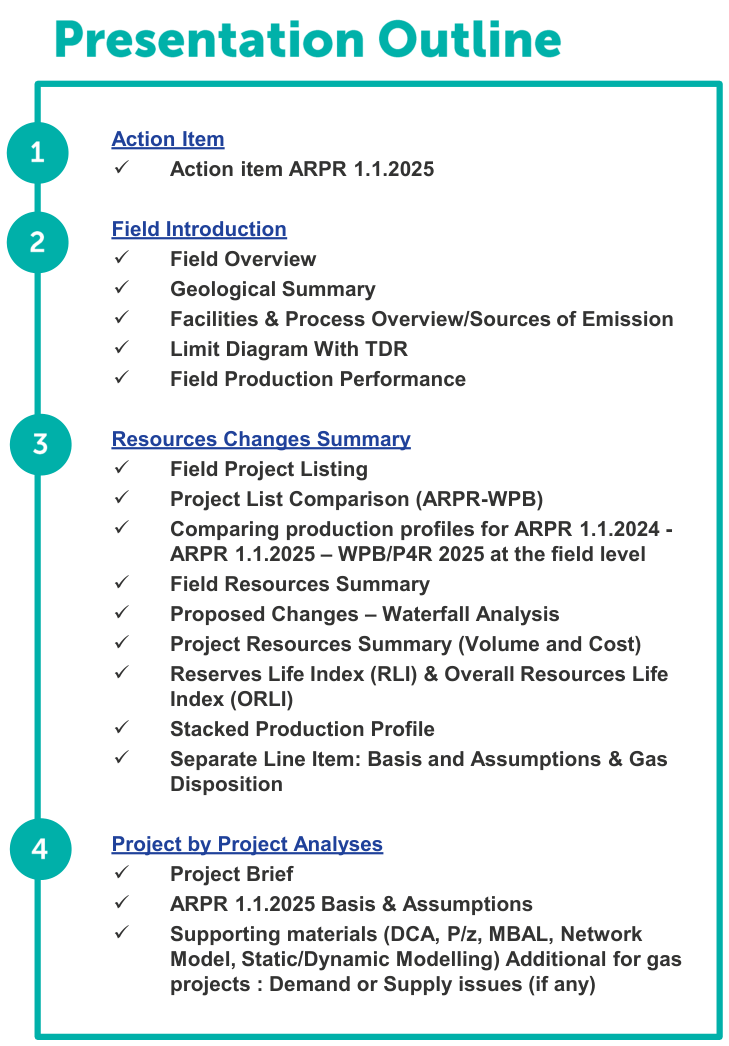 Presentation Outline
1
Action Item
✓ Action item ARPR 1.1.2025
2
Field Introduction
✓ Field Overview
✓ Geological Summary
✓ Facilities & Process Overview/Sources of Emission
✓ Limit Diagram With TDR
✓ Field Production Performance
3
Resources Changes Summary
✓ Field Project Listing
✓ Project List Comparison (ARPR-WPB)
✓ Comparing production profiles for ARPR 1.1.2024 -
ARPR 1.1.2025 – WPB/P4R 2025 at the field level
✓ Field Resources Summary
✓ Proposed Changes – Waterfall Analysis
✓ Project Resources Summary (Volume and Cost)
✓ Reserves Life Index (RLI) & Overall Resources Life
Index (ORLI)
✓ Stacked Production Profile
✓ Separate Line Item: Basis and Assumptions & Gas
Disposition
4
Project by Project Analyses
✓ Project Brief
✓ ARPR 1.1.2025 Basis & Assumptions
✓ Supporting materials (DCA, P/z, MBAL, Network
Model, Static/Dynamic Modelling) Additional for gas
projects : Demand or Supply issues (if any)